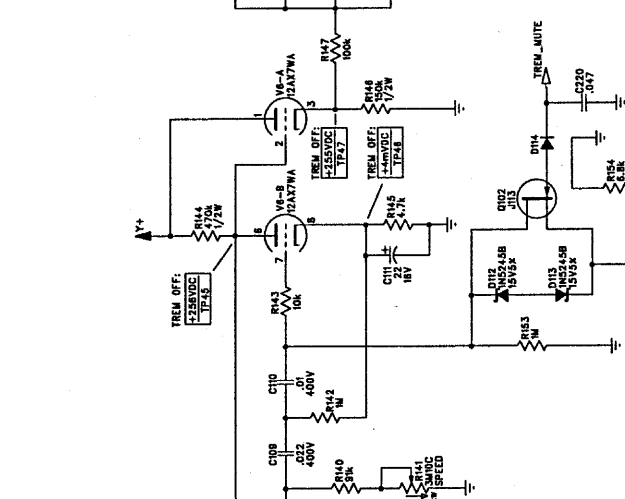 R147
100k
TREM_MUTE
V6-A
12AX7WA
1
2
3
R146
150k
1/2W
C220
.047
TREM OFF:
+255VDC
TP47
TREM OFF:
+4mVDC
TP46
D114
R154
6.8k
Q102
J113
Y+
R144
470k
1/2W
V6-B
12AX7WA
6
7
8
R145
4.7k
C111
22
16V
+
TREM OFF:
+256VDC
TP45
D112
1N5245B
15V5%
D113
1N5245B
15V5%
R143
10k
R153
1M
C110
.01
400V
R142
1M
C109
.022
400V
R140
91k
R141
3M10C
SPEED